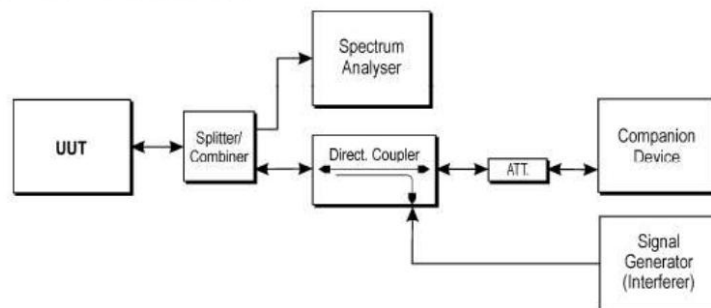 Spectrum
Analyser
UUT
Splitter/
Combiner
Direct. Coupler
ATT.
Companion
Device
Signal
Generator
(Interferer)